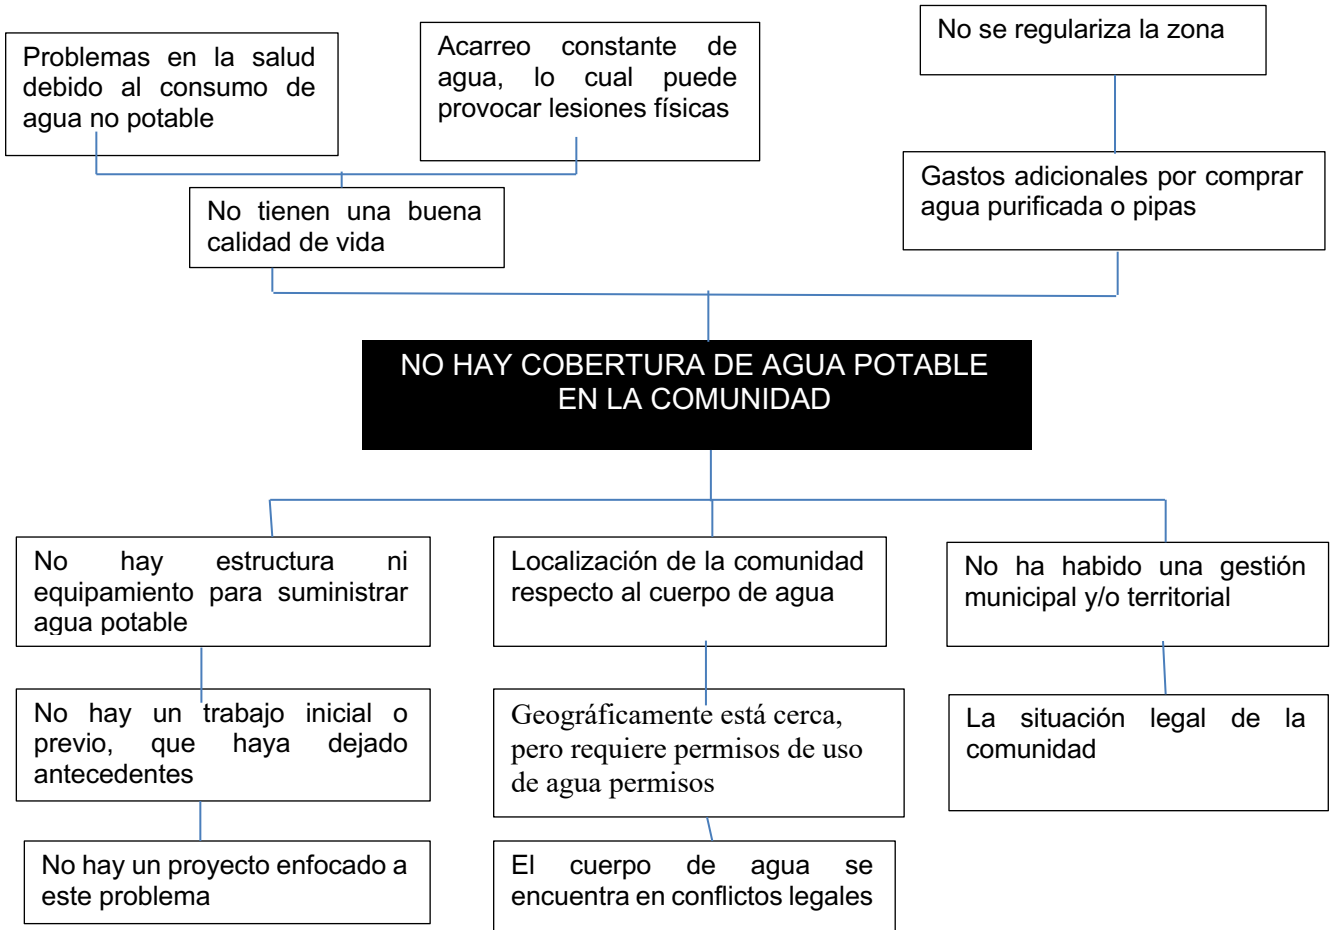 Problemas en la salud
debido al consumo de
agua no potable
Acarreo constante de
agua, lo cual puede
provocar lesiones físicas
No se regulariza la zona
No tienen una buena
calidad de vida
Gastos adicionales por comprar
agua purificada o pipas
NO HAY COBERTURA DE AGUA POTABLE
EN LA COMUNIDAD
No hay estructura ni
equipamiento para suministrar
agua potable
Localización de la comunidad
respecto al cuerpo de agua
No ha habido una gestión
municipal y/o territorial
No hay un trabajo inicial o
previo, que haya dejado
antecedentes
Geográficamente está cerca,
pero requiere permisos de uso
de agua permisos
La situación legal de la
comunidad
No hay un proyecto enfocado a
este problema
El cuerpo de agua se
encuentra en conflictos legales